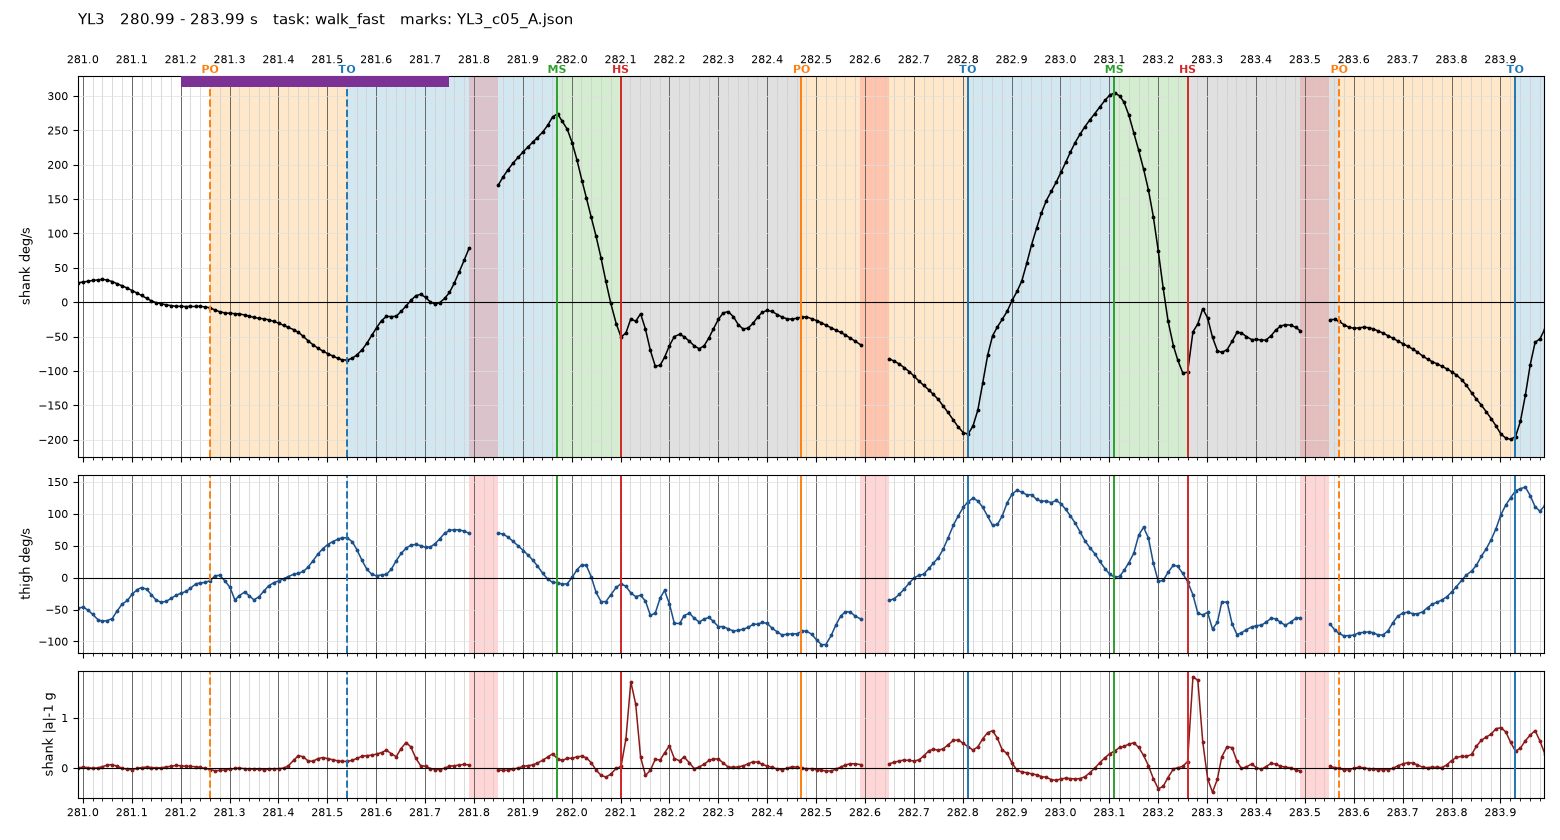 YL3 280.99 - 283.99 s task: walk_fast marks: YL3_c05_A.json
281.0 281.1 281.2 281.3 281.4 281.5 281.6 281.7 281.8 281.9 282.0 282.1 282.2 282.3 282.4 282.5 282.6 282.7 282.8 282.9 283.0 283.1 283.2 283.3 283.4 283.5 283.6 283.7 283.8 283.9
PO TO MS HS PO TO MS HS PO TO
300
250
200
150
100
50
0
−50
−100
−150
−200
shank deg/s
150
100
50
0
−50
−100
thigh deg/s
1
0
shank |a|-1 g
281.0 281.1 281.2 281.3 281.4 281.5 281.6 281.7 281.8 281.9 282.0 282.1 282.2 282.3 282.4 282.5 282.6 282.7 282.8 282.9 283.0 283.1 283.2 283.3 283.4 283.5 283.6 283.7 283.8 283.9